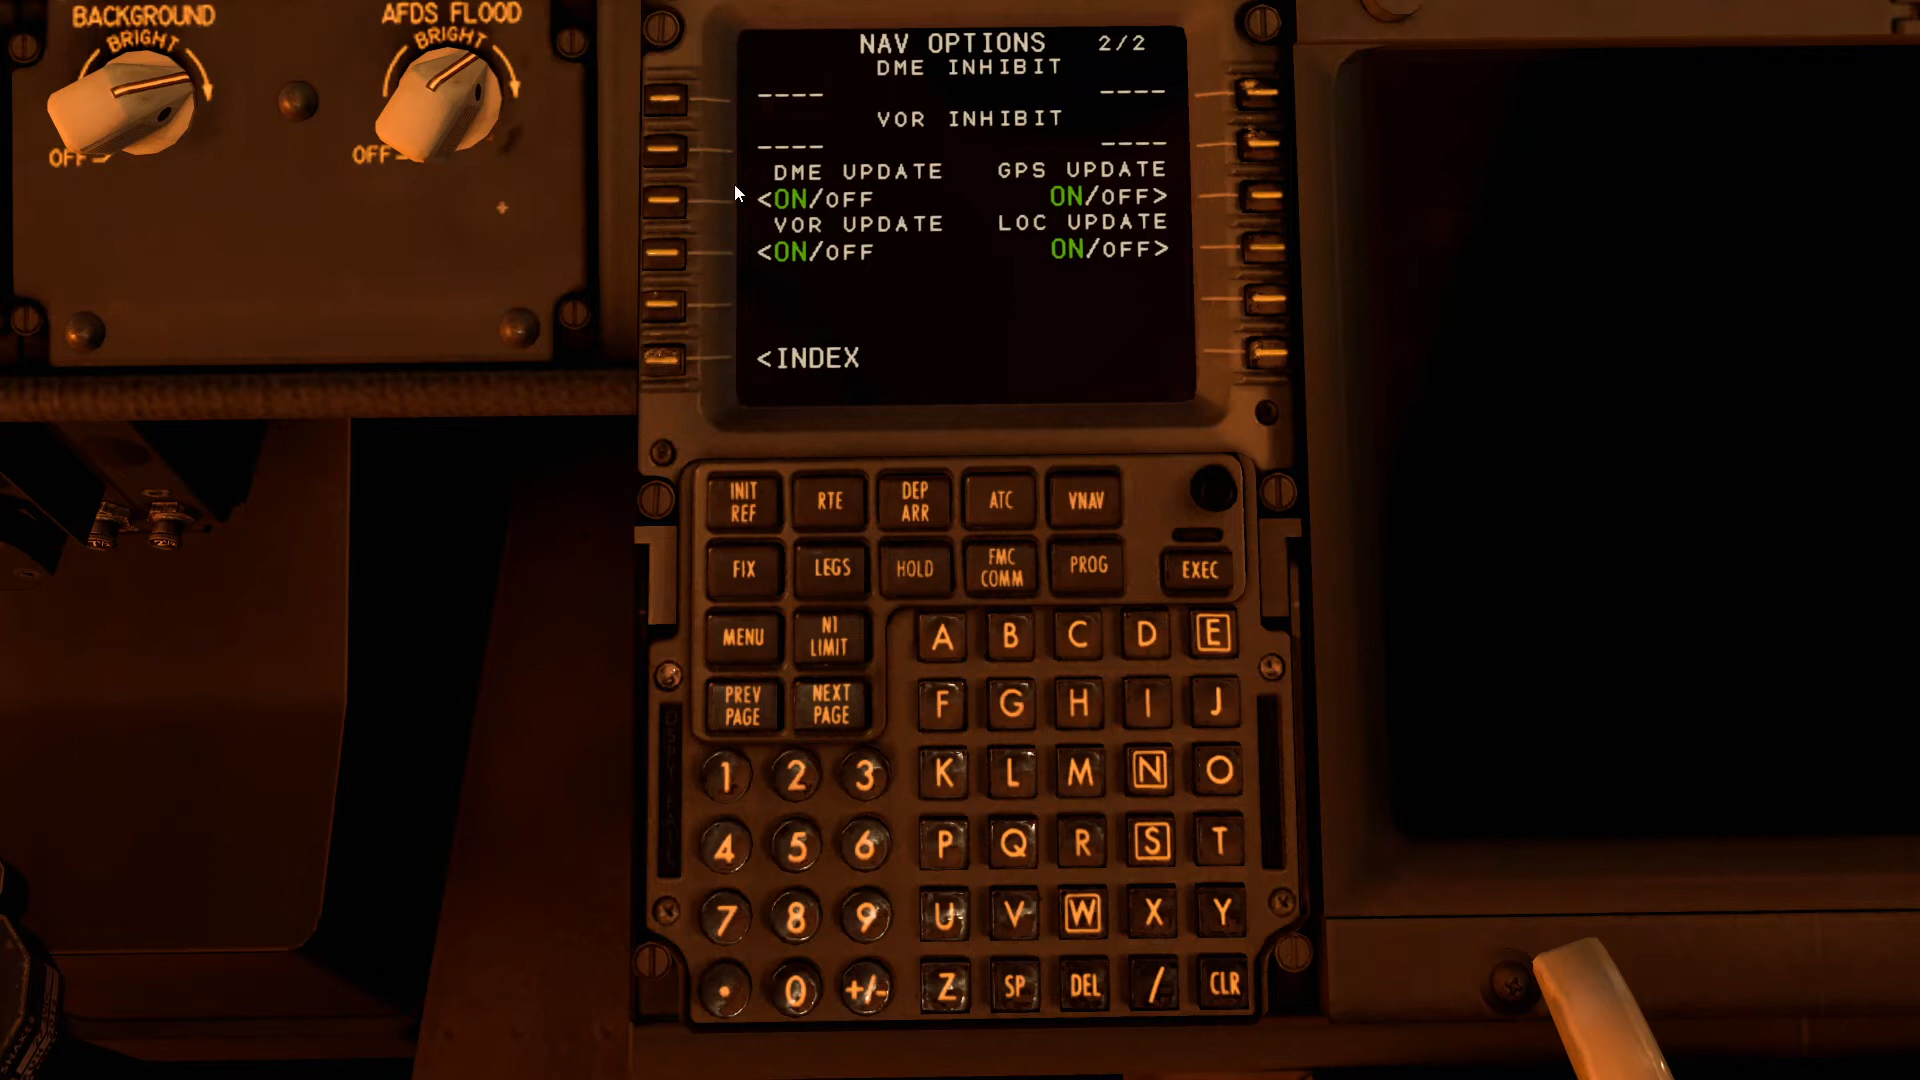 BACKGROUND
BRIGHT
OFF
AFDS FLOOD
BRIGHT
OFF
NAV OPTIONS 2/2
DME INHIBIT
---- ----
VOR INHIBIT
---- ----
DME UPDATE GPS UPDATE
<ON/OFF ON/OFF>
VOR UPDATE LOC UPDATE
<ON/OFF ON/OFF>
<INDEX
INIT REF
RTE
DEP ARR
ATC
VNAV
FIX
LEGS
HOLD
FMC COMM
PROG
EXEC
MENU
N1 LIMIT
PREV PAGE
NEXT PAGE
A B C D E
F G H I J
K L M N O
P Q R S T
U V W X Y
Z SP DEL / CLR
1 2 3
4 5 6
7 8 9
. 0 +/-